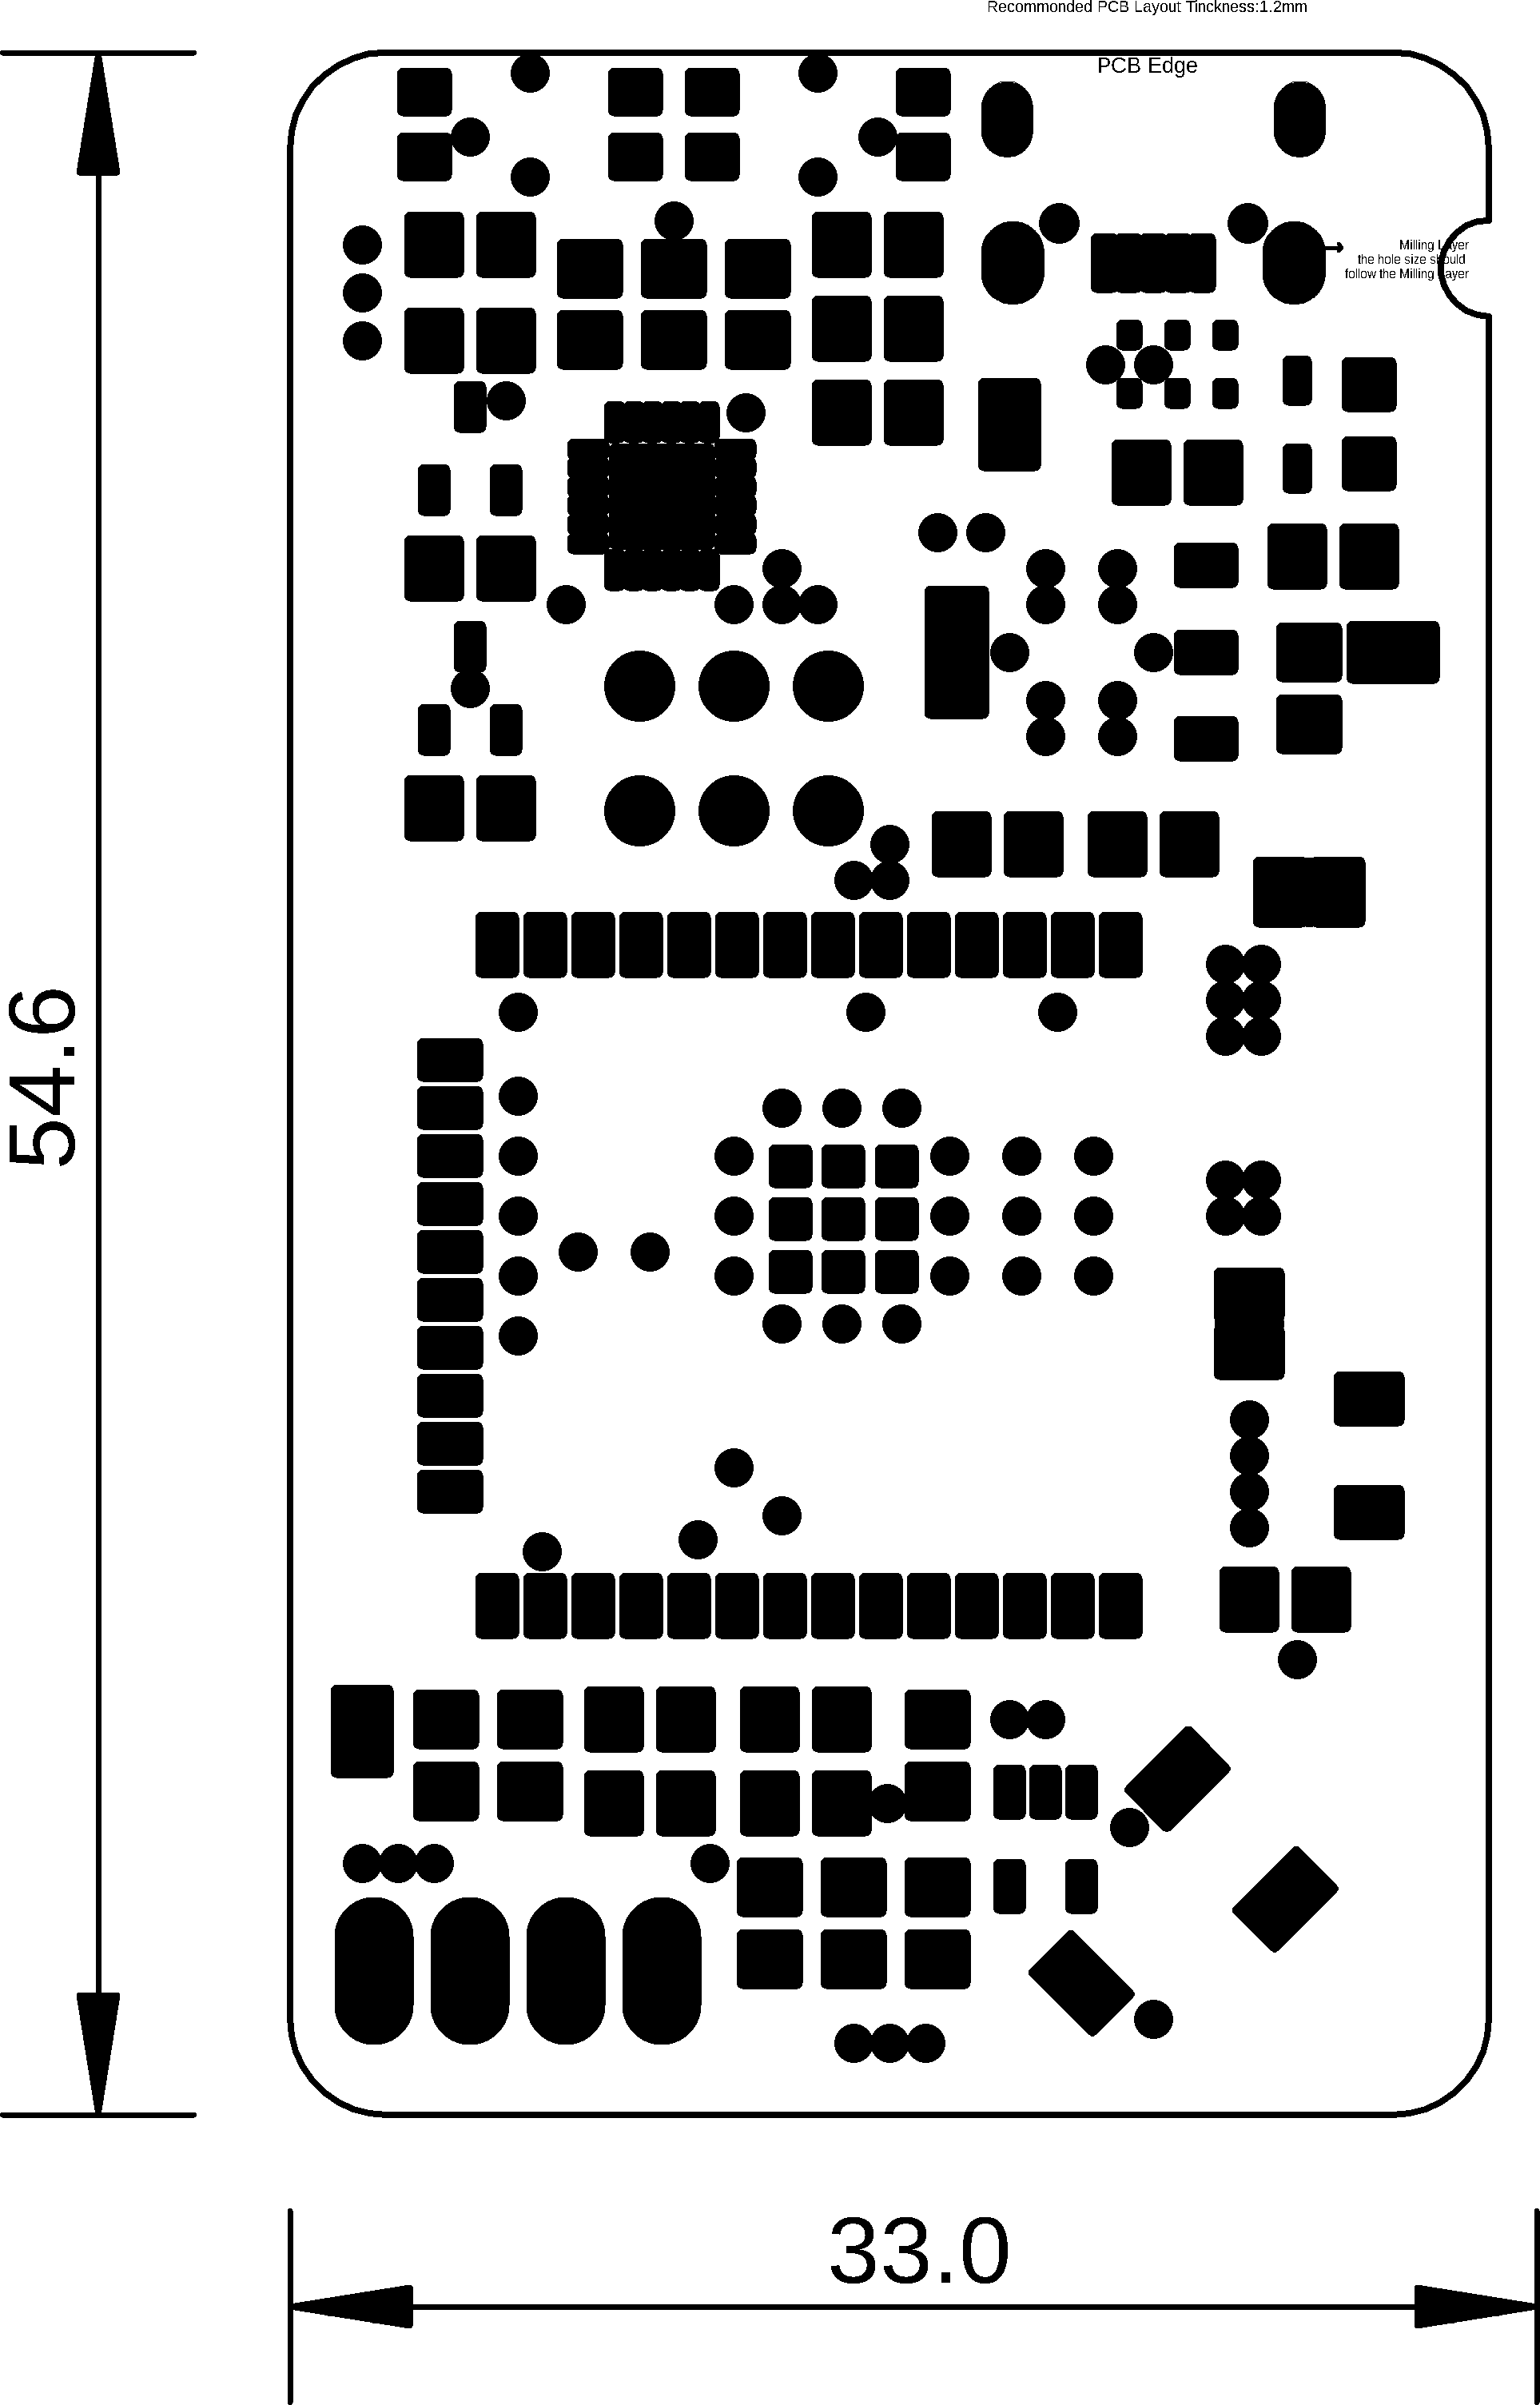 Recommonded PCB Layout Tinckness:1.2mm
PCB Edge
Milling Layer
the hole size should
follow the Milling Layer
54.6
33.0